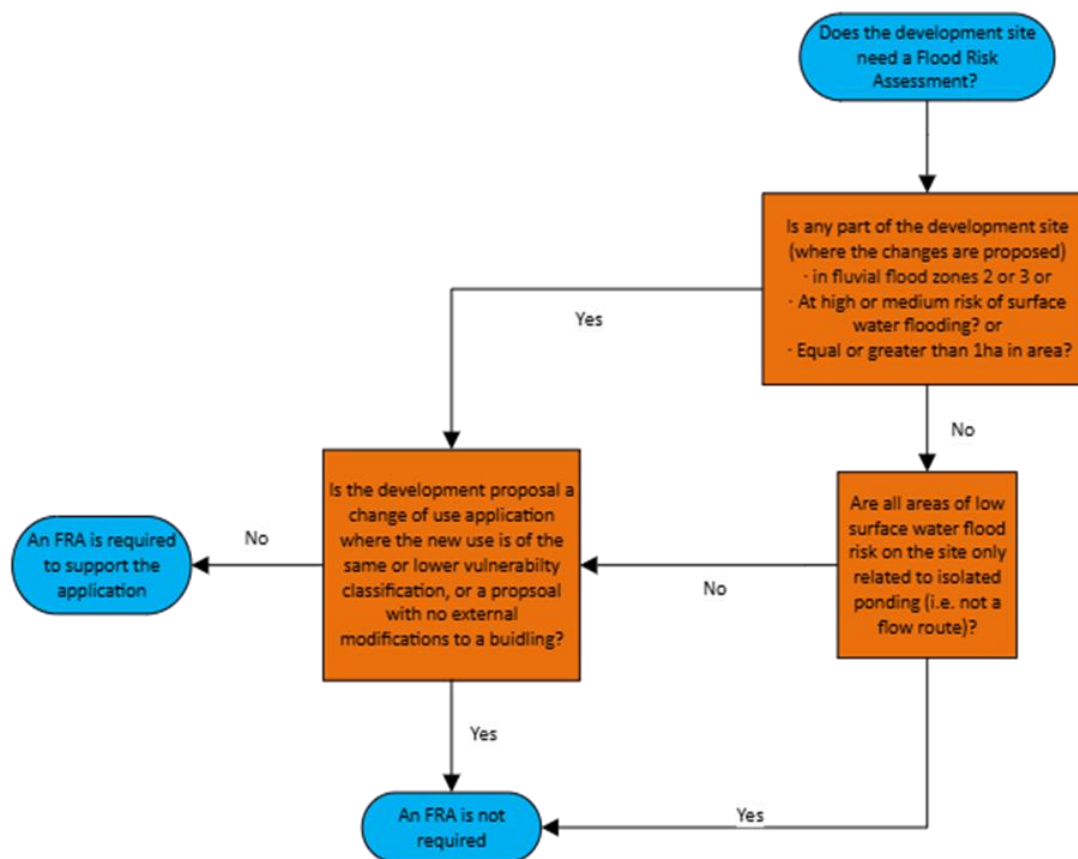 Does the development site
need a Flood Risk
Assessment?
Is any part of the development site
(where the changes are proposed)
· in fluvial flood zones 2 or 3 or
· At high or medium risk of surface
water flooding? or
· Equal or greater than 1ha in area?
Yes
No
Is the development proposal a
change of use application
where the new use is of the
same or lower vulnerabilty
classification, or a propsoal
with no external
modifications to a buidling?
Are all areas of low
surface water flood
risk on the site only
related to isolated
ponding (i.e. not a
flow route)?
An FRA is required
to support the
application
No
No
Yes
Yes
An FRA is not
required